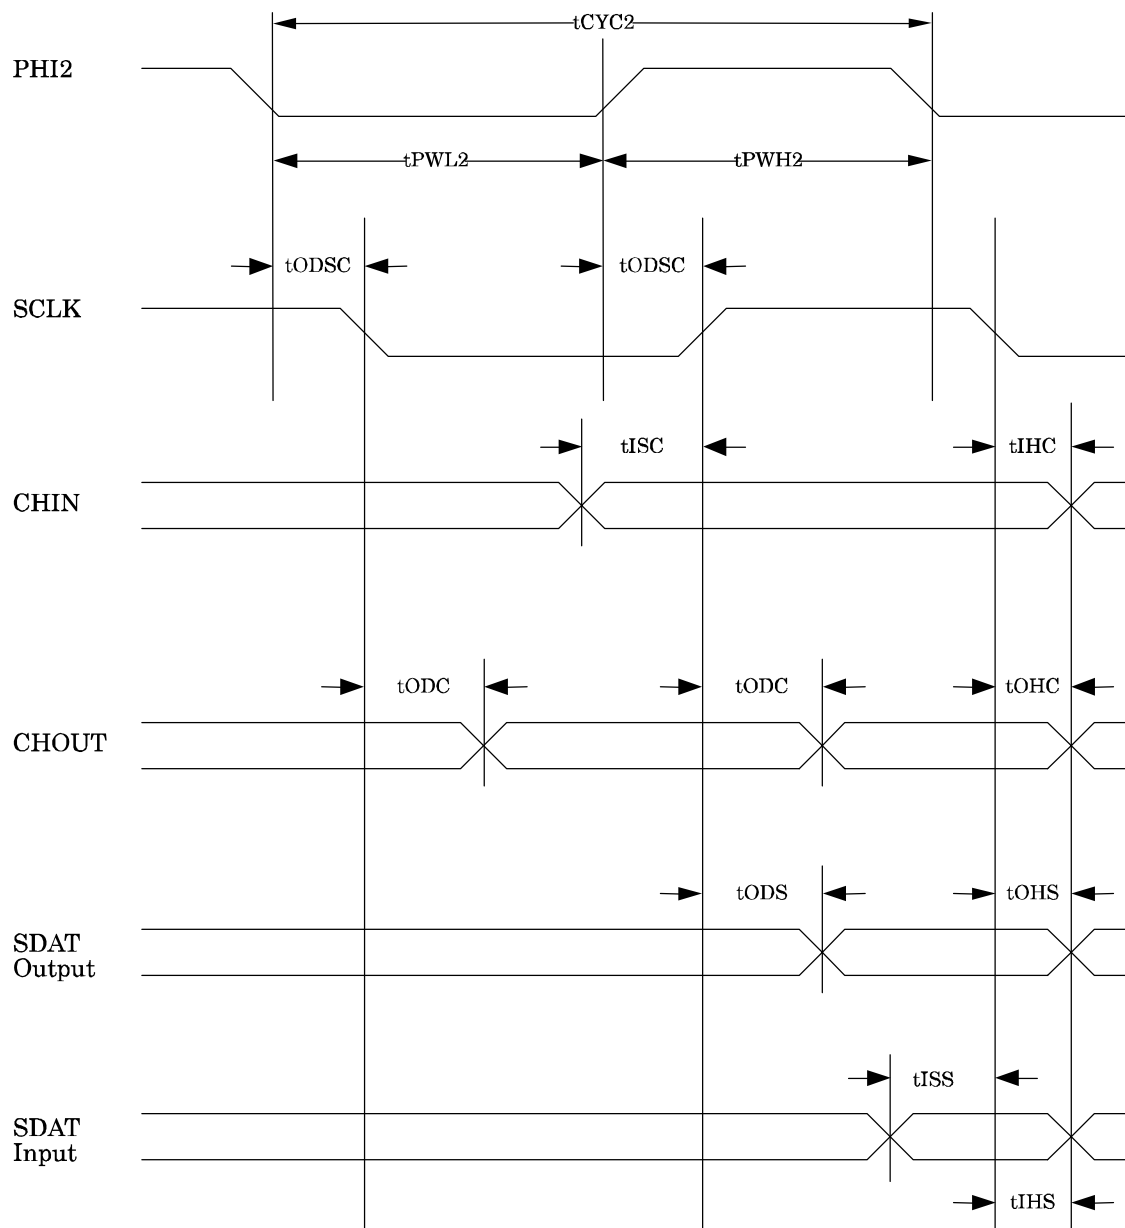 tCYC2
PHI2
tPWL2 tPWH2
tODSC tODSC
SCLK
tISC tIHC
CHIN
tODC tODC tOHC
CHOUT
tODS tOHS
SDAT
Output
tISS
SDAT
Input
tIHS